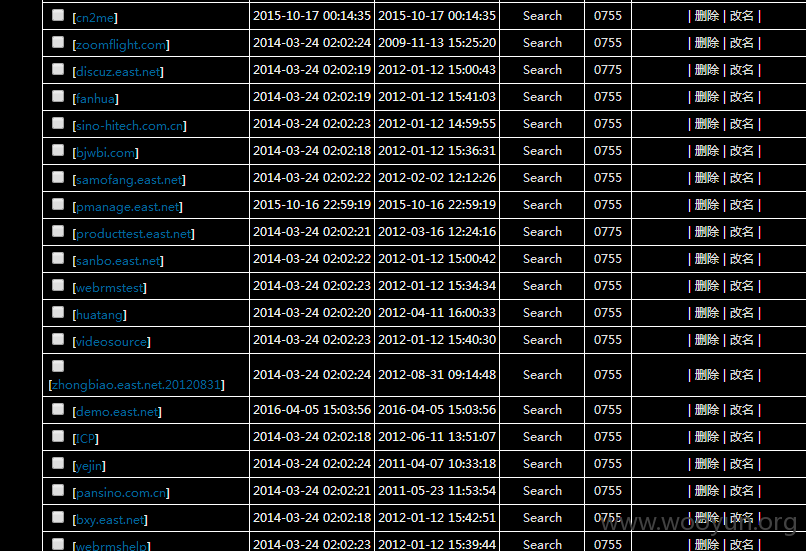 [cn2me] 2015-10-17 00:14:35 2015-10-17 00:14:35 Search 0755 | 删除 | 改名 |
[zoomflight.com] 2014-03-24 02:02:24 2009-11-13 15:25:20 Search 0755 | 删除 | 改名 |
[discuz.east.net] 2014-03-24 02:02:19 2012-01-12 15:00:43 Search 0775 | 删除 | 改名 |
[fanhua] 2014-03-24 02:02:19 2012-01-12 15:41:03 Search 0755 | 删除 | 改名 |
[sino-hitech.com.cn] 2014-03-24 02:02:23 2012-01-12 14:59:55 Search 0755 | 删除 | 改名 |
[bjwbi.com] 2014-03-24 02:02:18 2012-01-12 15:36:31 Search 0755 | 删除 | 改名 |
[samofang.east.net] 2014-03-24 02:02:22 2012-02-02 12:12:26 Search 0755 | 删除 | 改名 |
[pmanage.east.net] 2015-10-16 22:59:19 2015-10-16 22:59:19 Search 0755 | 删除 | 改名 |
[producttest.east.net] 2014-03-24 02:02:21 2012-03-16 12:24:16 Search 0775 | 删除 | 改名 |
[sanbo.east.net] 2014-03-24 02:02:22 2012-01-12 15:00:42 Search 0755 | 删除 | 改名 |
[webrmstest] 2014-03-24 02:02:23 2012-01-12 15:34:34 Search 0755 | 删除 | 改名 |
[huatang] 2014-03-24 02:02:20 2012-04-11 16:00:33 Search 0755 | 删除 | 改名 |
[videosource] 2014-03-24 02:02:23 2012-01-12 15:40:30 Search 0755 | 删除 | 改名 |
[zhongbiao.east.net.20120831] 2014-03-24 02:02:24 2012-08-31 09:14:48 Search 0755 | 删除 | 改名 |
[demo.east.net] 2016-04-05 15:03:56 2016-04-05 15:03:56 Search 0755 | 删除 | 改名 |
[ICP] 2014-03-24 02:02:18 2012-06-11 13:51:07 Search 0755 | 删除 | 改名 |
[yejin] 2014-03-24 02:02:24 2011-04-07 10:33:18 Search 0755 | 删除 | 改名 |
[pansino.com.cn] 2014-03-24 02:02:21 2011-05-23 11:53:54 Search 0755 | 删除 | 改名 |
[bxy.east.net] 2014-03-24 02:02:18 2012-01-12 15:42:51 Search 0755 | 删除 | 改名 |
www.wooyun.org
[webrmshelp] 2014-03-24 02:02:23 2012-01-12 15:39:44 Search 0755 | 删除 | 改名 |